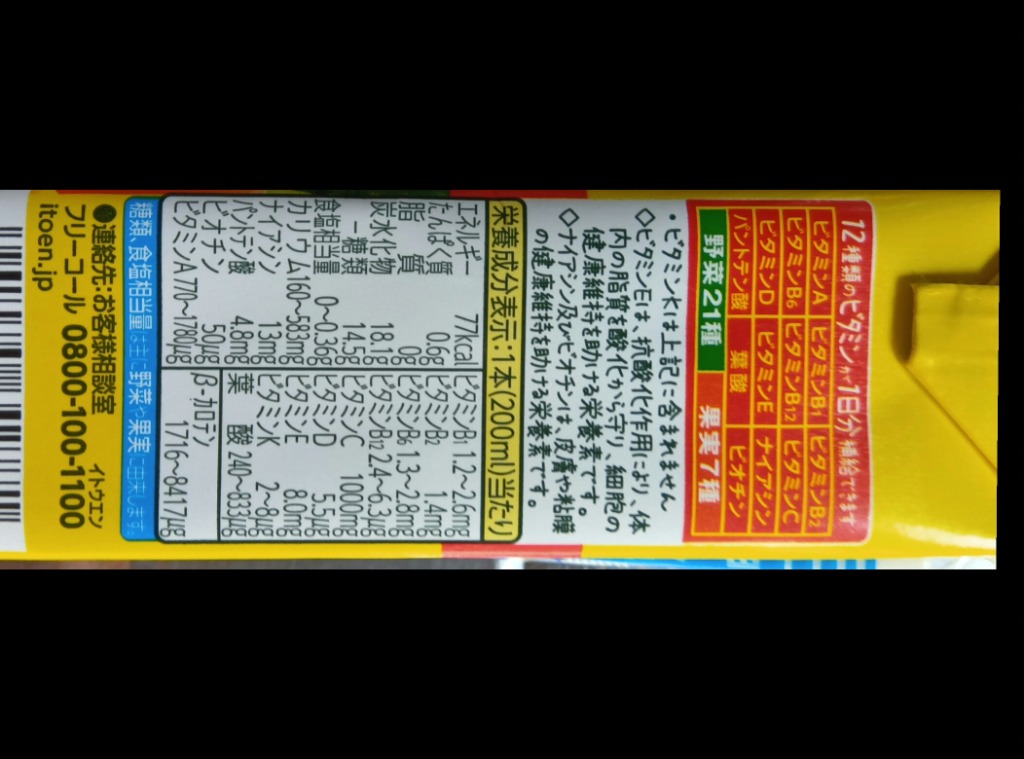 12種類のビタミンが1日分補給できます
ビタミンA ビタミンB1 ビタミンB2
ビタミンB6 ビタミンB12 ビタミンC
ビタミンD ビタミンE ナイアシン
パントテン酸 葉酸 ビオチン
野菜21種 果実7種
・ビタミンKは上記に含まれません
◇ビタミンEは、抗酸化作用により、体
内の脂質を酸化から守り、細胞の
健康維持を助ける栄養素です。
◇ナイアシン及びビオチンは、皮膚や粘膜
の健康維持を助ける栄養素です。
栄養成分表示:1本(200ml)当たり
エネルギー 77kcal
たんぱく質 0.6g
脂質 0g
炭水化物 18.1g
-糖類 14.5g
食塩相当量 0~0.36g
カリウム 160~583mg
ナイアシン 13mg
パントテン酸 4.8mg
ビオチン 50μg
ビタミンA 770~1780μg
ビタミンB1 1.2~2.6mg
ビタミンB2 1.4mg
ビタミンB6 1.3~2.8mg
ビタミンB12 2.4~6.3μg
ビタミンC 1000mg
ビタミンD 5.5μg
ビタミンE 8.0mg
ビタミンK 2~8μg
葉酸 240~833μg
β-カロテン
1716~8417μg
糖類、食塩相当量は主に野菜や果実に由来します。
●連絡先:お客様相談室
イトウエン
フリーコール 0800-100-1100
itoen.jp